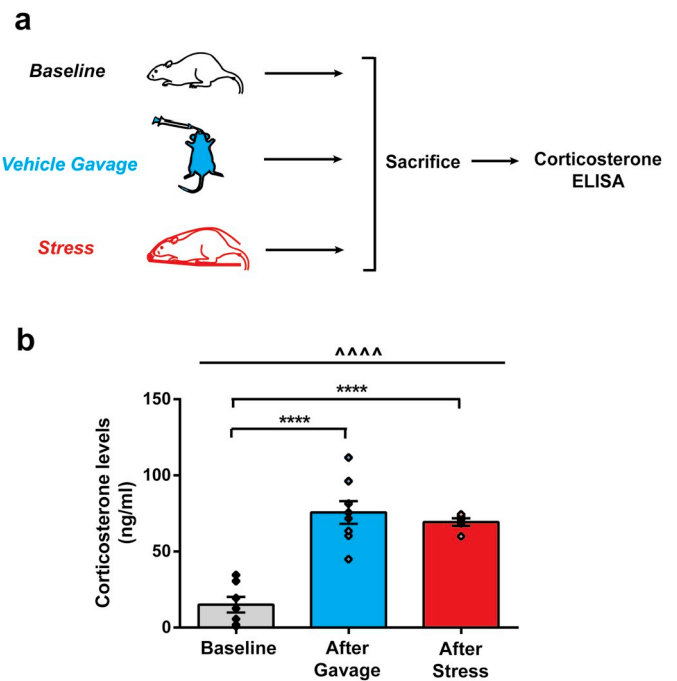 a
Baseline
Vehicle Gavage
Stress
Sacrifice
Corticosterone
ELISA
b
^^^^
****
****
150
100
50
0
Corticosterone levels
(ng/ml)
Baseline
After
Gavage
After
Stress